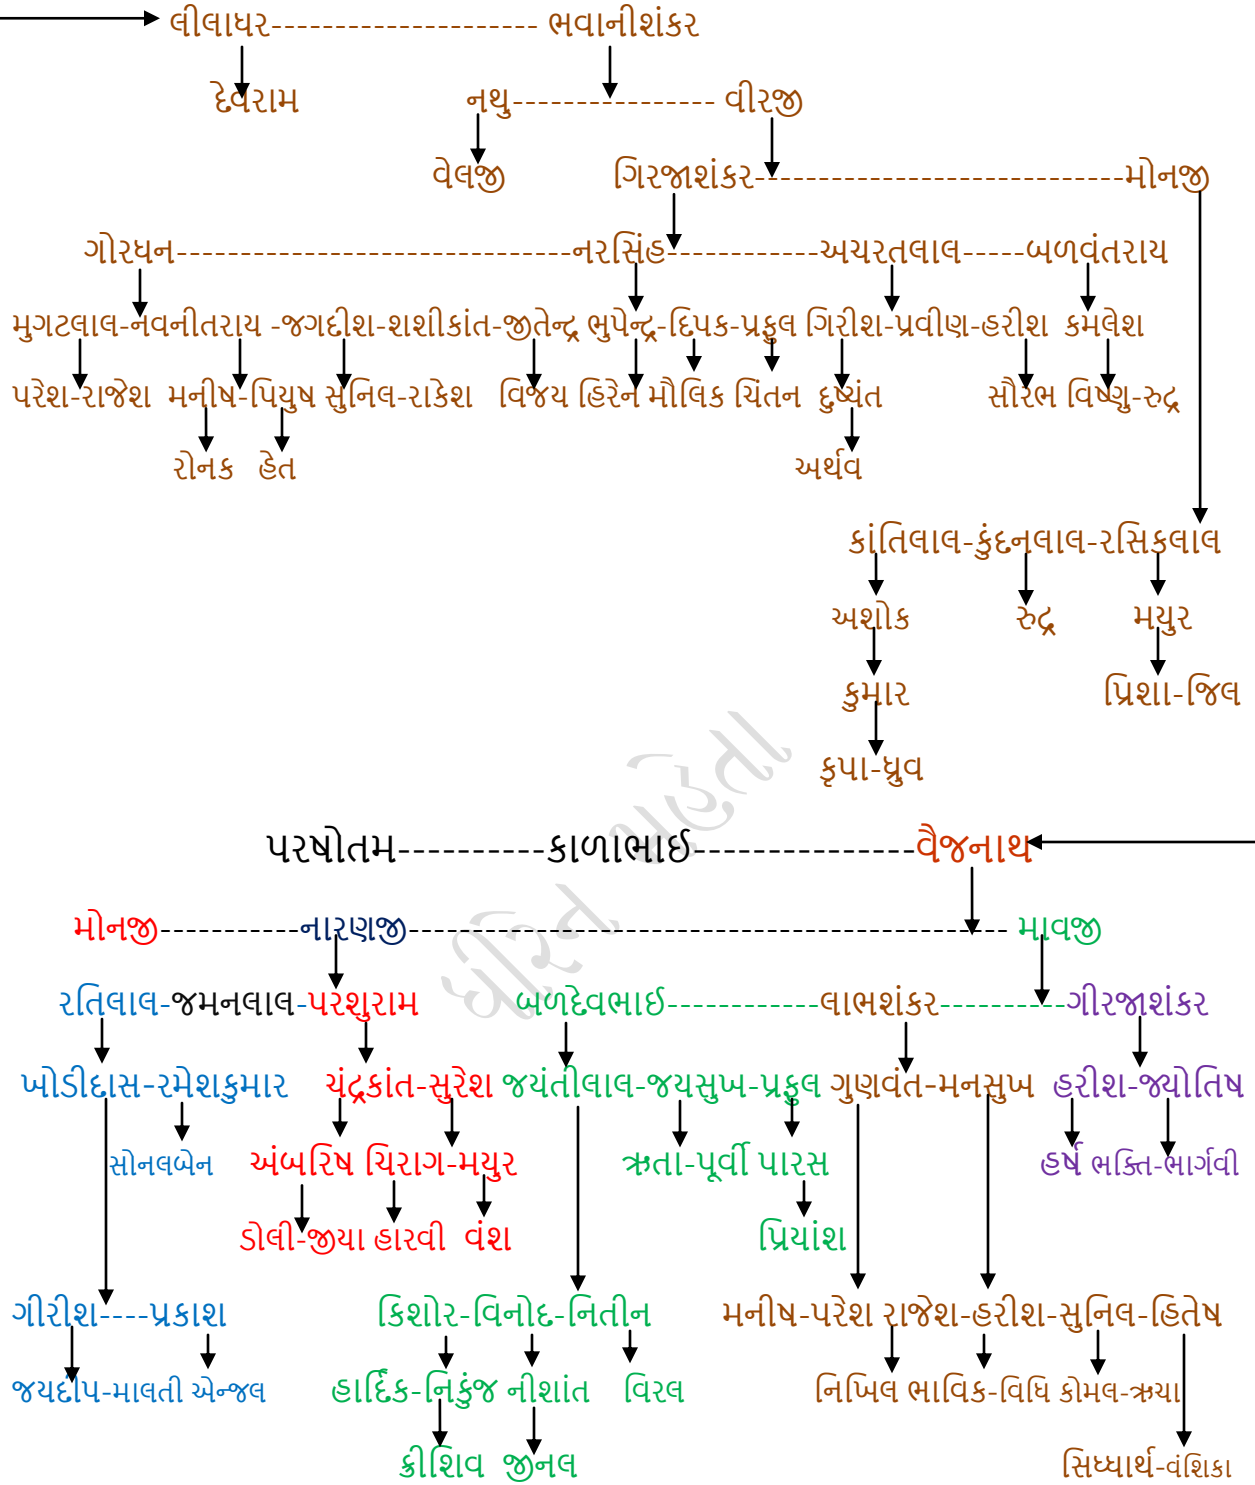 લીલાધર--------------------- ભવાનીશંકર
દેવરામ નથુ---------------- વીરજી
વેલજી ગિરજાશંકર-----------------------------મોનજી
ગોરધન-------------------------------નરસિંહ------------અચરતલાલ-----બળવંતરાય
મુગટલાલ-નવનીતરાય -જગદીશ-શશીકાંત-જીતેન્દ્ર ભુપેન્દ્ર-દિપક-પ્રફુલ ગિરીશ-પ્રવીણ-હરીશ કમલેશ
પરેશ-રાજેશ મનીષ-પિયુષ સુનિલ-રાકેશ વિજય હિરેન મૌલિક ચિંતન દુષ્યંત સૌરભ વિષ્ણુ-રુદ્ર
રોનક હેત અર્થવ
કાંતિલાલ-કુંદનલાલ-રસિકલાલ
અશોક રુદ્ર મયુર
કુમાર પ્રિશા-જિલ
કૃપા-ધ્રુવ
પરષોતમ----------કાળાભાઈ---------------વૈજનાથ
મોનજી-----------નારણજી----------------------------------------------- માવજી
રતિલાલ-જમનલાલ-પરશુરામ બળદેવભાઈ------------લાભશંકર----------ગીરજાશંકર
ખોડીદાસ-રમેશકુમાર ચંદ્રકાંત-સુરેશ જયંતીલાલ-જયસુખ-પ્રફુલ ગુણવંત-મનસુખ હરીશ-જ્યોતિષ
સોનલબેન અંબરિષ ચિરાગ-મયુર ઋતા-પૂર્વી પારસ હર્ષ ભક્તિ-ભાર્ગવી
ડોલી-જીયા હારવી વંશ પ્રિયાંશ
ગીરીશ----પ્રકાશ કિશોર-વિનોદ-નિતીન મનીષ-પરેશ રાજેશ-હરીશ-સુનિલ-હિતેષ
જયદીપ-માલતી એન્જલ હાર્દિક-નિકુંજ નીશાંત વિરલ નિખિલ ભાવિક-વિધિ કોમલ-ઋચા
ક્રીશિવ જીનલ સિધ્ધાર્થ-વંશિકા
ધીરિન મહેતા